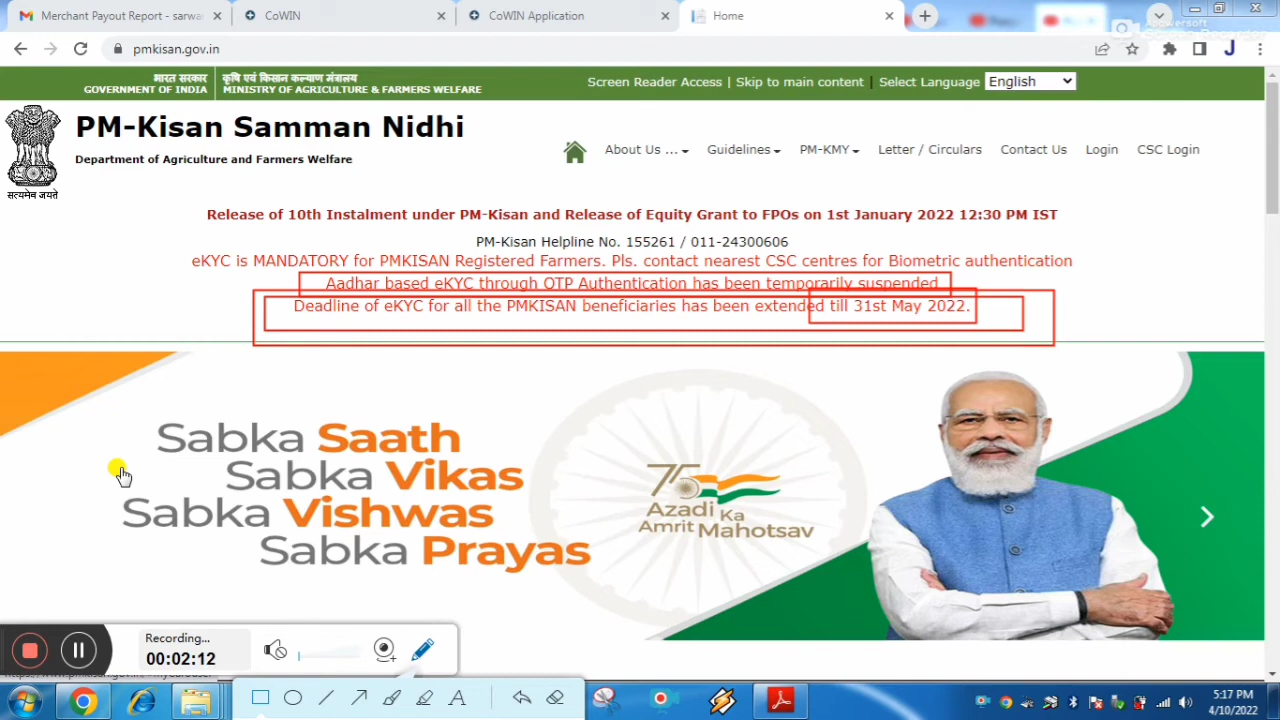 Merchant Payout Report - sarwa
CoWIN
CoWIN Application
Home
pmkisan.gov.in
भारत सरकार
GOVERNMENT OF INDIA
कृषि एवं किसान कल्याण मंत्रालय
MINISTRY OF AGRICULTURE & FARMERS WELFARE
Screen Reader Access | Skip to main content | Select Language English
PM-Kisan Samman Nidhi
Department of Agriculture and Farmers Welfare
सत्यमेव जयते
About Us ... Guidelines PM-KMY Letter / Circulars Contact Us Login CSC Login
Release of 10th Instalment under PM-Kisan and Release of Equity Grant to FPOs on 1st January 2022 12:30 PM IST
PM-Kisan Helpline No. 155261 / 011-24300606
eKYC is MANDATORY for PMKISAN Registered Farmers. Pls. contact nearest CSC centres for Biometric authentication
Aadhar based eKYC through OTP Authentication has been temporarily suspended
Deadline of eKYC for all the PMKISAN beneficiaries has been extended till 31st May 2022.
Sabka Saath
Sabka Vikas
Sabka Vishwas
Sabka Prayas
75
Azadi Ka
Amrit Mahotsav
Recording...
00:02:12
5:17 PM
4/10/2022